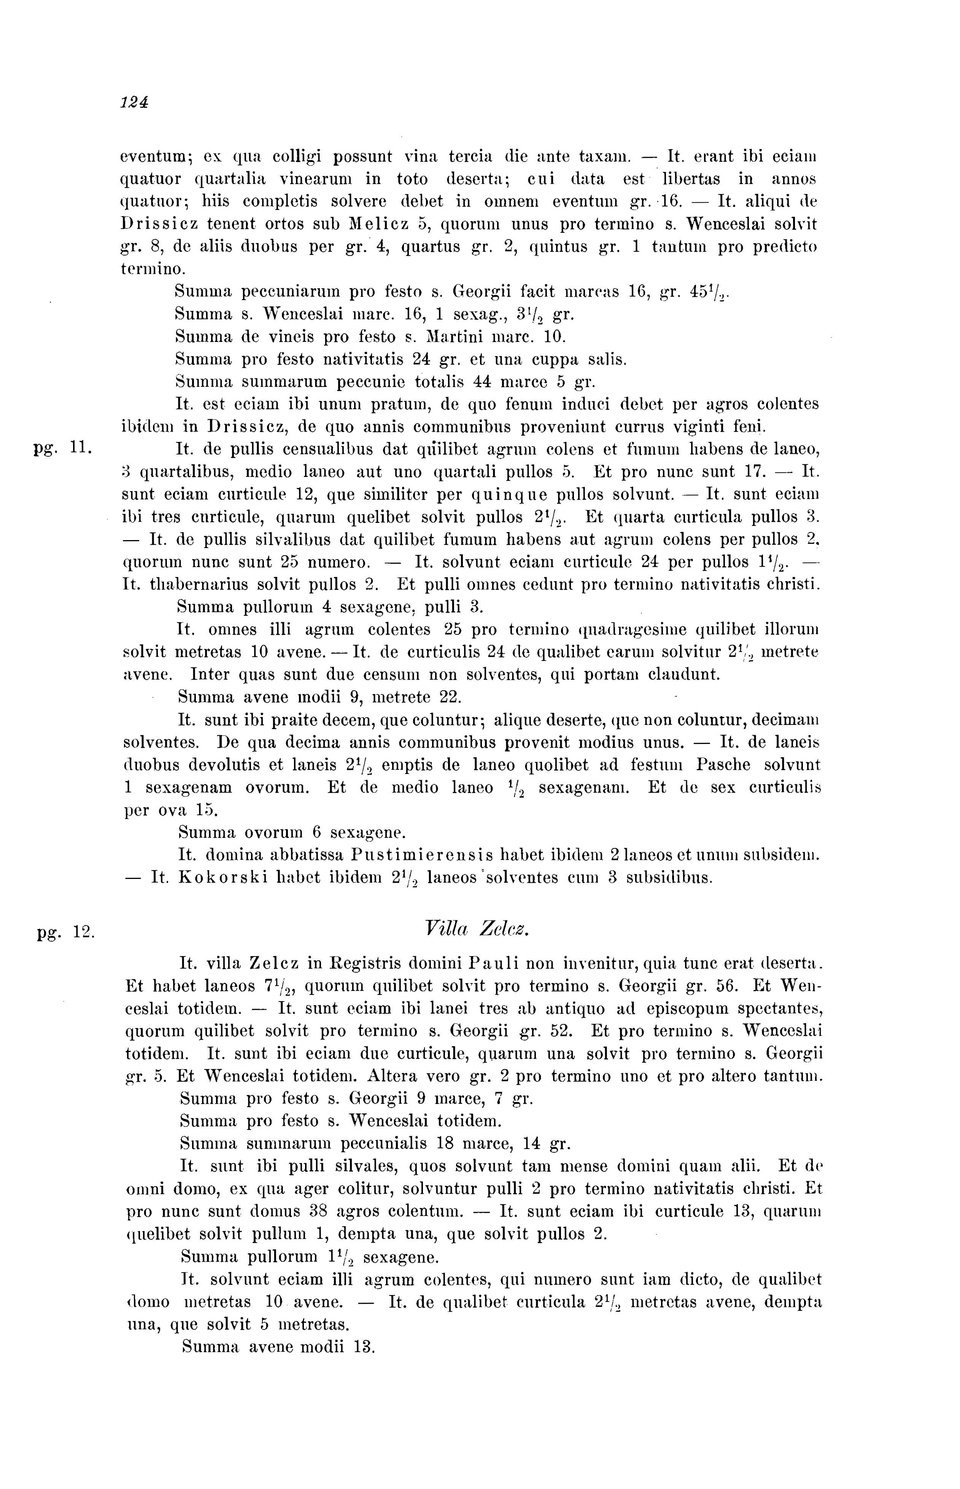 124
eventum; ex qua colligi possunt vina tercia die ante taxam. — It. erant ibi eciam
quatuor quartalia vinearum in toto deserta; cui data est libertas in annos
quatuor; hiis completis solvere debet in omnem eventum gr. 16. — It. aliqui de
Drissicz tenent ortos sub Melicz 5, quorum unus pro termino s. Wenceslai solvit
gr. 8, de aliis duobus per gr. 4, quartus gr. 2, quintus gr. 1 tantum pro predicto
termino.
Summa peccuniarum pro festo s. Georgii facit marcas 16, gr. 45½.
Summa s. Wenceslai marc. 16, 1 sexag., 3½ gr.
Summa de vineis pro festo s. Martini marc. 10.
Summa pro festo nativitatis 24 gr. et una cuppa salis.
Summa summarum peccunie totalis 44 marce 5 gr.
It. est eciam ibi unum pratum, de quo fenum induci debet per agros colentes
ibidem in Drissicz, de quo annis communibus proveniunt currus viginti feni.
pg. 11. It. de pullis censualibus dat quilibet agrum colens et fumum habens de laneo,
3 quartalibus, medio laneo aut uno quartali pullos 5. Et pro nunc sunt 17. — It.
sunt eciam curticule 12, que similiter per quinque pullos solvunt. — It. sunt eciam
ibi tres curticule, quarum quelibet solvit pullos 2½. Et quarta curticula pullos 3.
— It. de pullis silvalibus dat quilibet fumum habens aut agrum colens per pullos 2,
quorum nunc sunt 25 numero. — It. solvunt eciam curticule 24 per pullos 1½. —
It. thabernarius solvit pullos 2. Et pulli omnes cedunt pro termino nativitatis christi.
Summa pullorum 4 sexagene, pulli 3.
It. omnes illi agrum colentes 25 pro termino quadragesime quilibet illorum
solvit metretas 10 avene. — It. de curticulis 24 de qualibet earum solvitur 2½ metrete
avene. Inter quas sunt due censum non solventes, qui portam claudunt.
Summa avene modii 9, metrete 22.
It. sunt ibi praite decem, que coluntur; alique deserte, que non coluntur, decimam
solventes. De qua decima annis communibus provenit modius unus. — It. de laneis
duobus devolutis et laneis 2½ emptis de laneo quolibet ad festum Pasche solvunt
1 sexagenam ovorum. Et de medio laneo ½ sexagenam. Et de sex curticulis
per ova 15.
Summa ovorum 6 sexagene.
It. domina abbatissa Pustimierensis habet ibidem 2 laneos et unum subsidem.
— It. Kokorski habet ibidem 2½ laneos solventes cum 3 subsidibus.
pg. 12. Villa Zelcz.
It. villa Zelcz in Registris domini Pauli non invenitur, quia tunc erat deserta.
Et habet laneos 7½, quorum quilibet solvit pro termino s. Georgii gr. 56. Et Wen-
ceslai totidem. — It. sunt eciam ibi lanei tres ab antiquo ad episcopum spectantes,
quorum quilibet solvit pro termino s. Georgii gr. 52. Et pro termino s. Wenceslai
totidem. It. sunt ibi eciam due curticule, quarum una solvit pro termino s. Georgii
gr. 5. Et Wenceslai totidem. Altera vero gr. 2 pro termino uno et pro altero tantum.
Summa pro festo s. Georgii 9 marce, 7 gr.
Summa pro festo s. Wenceslai totidem.
Summa summarum peccunialis 18 marce, 14 gr.
It. sunt ibi pulli silvales, quos solvunt tam mense domini quam alii. Et de
omni domo, ex qua ager colitur, solvuntur pulli 2 pro termino nativitatis christi. Et
pro nunc sunt domus 38 agros colentum. — It. sunt eciam ibi curticule 13, quarum
quelibet solvit pullum 1, dempta una, que solvit pullos 2.
Summa pullorum 1½ sexagene.
It. solvunt eciam illi agrum colentes, qui numero sunt iam dicto, de qualibet
domo metretas 10 avene. — It. de qualibet curticula 2½ metretas avene, dempta
una, que solvit 5 metretas.
Summa avene modii 13.